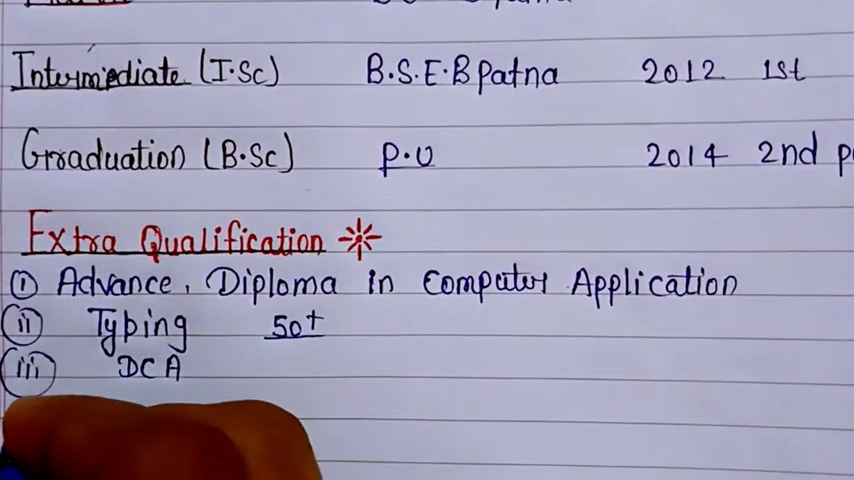 Intermediate (I.Sc) B.S.E.B Patna 2012 1st
Graduation (B.Sc) P.U 2014 2nd
Extra Qualification
(i) Advance, Diploma in Computer Application
(ii) Typing 50+
(iii) DCA